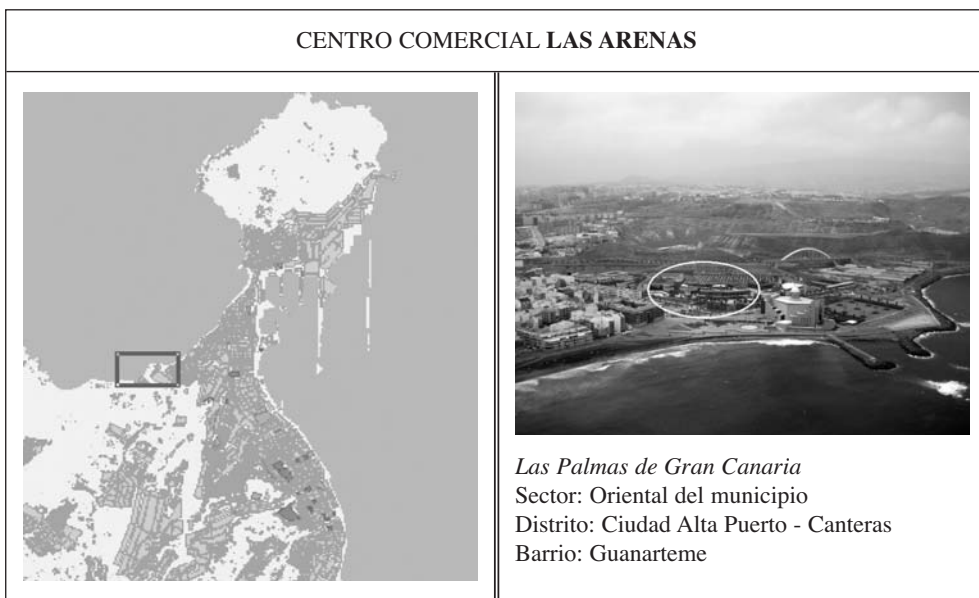 CENTRO COMERCIAL LAS ARENAS
Las Palmas de Gran Canaria
Sector: Oriental del municipio
Distrito: Ciudad Alta Puerto - Canteras
Barrio: Guanarteme